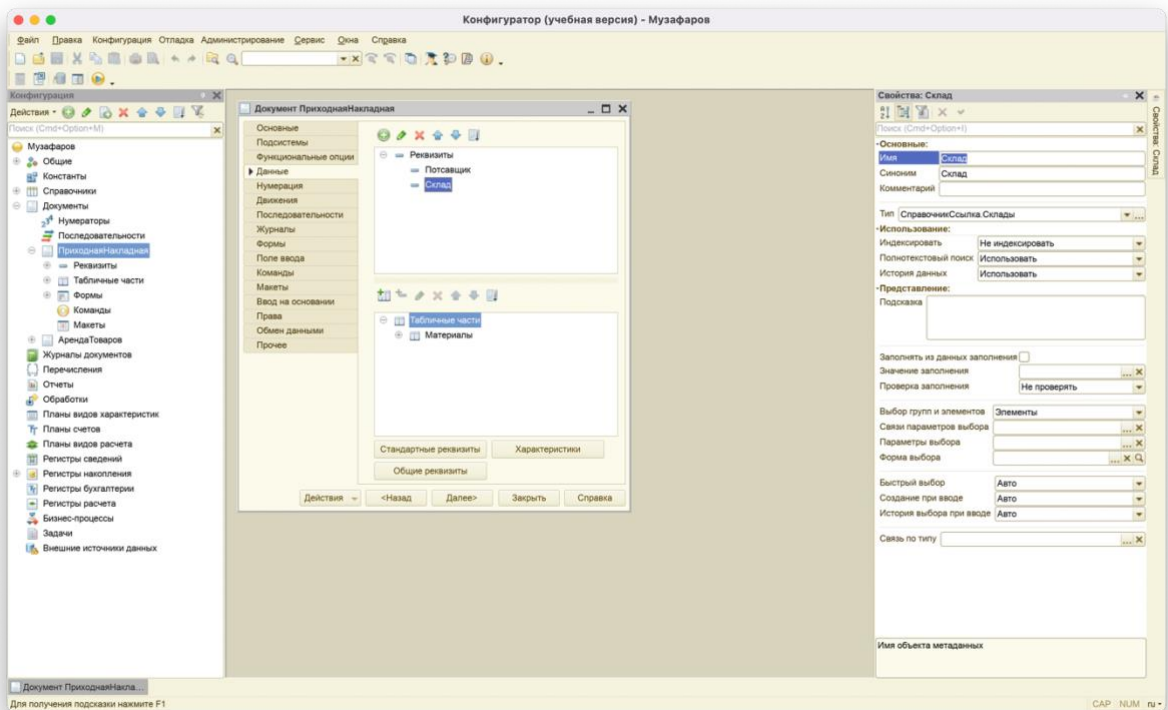 Конфигуратор (учебная версия) - Музафаров
Файл Правка Конфигурация Отладка Администрирование Сервис Окна Справка
Конфигурация
Действия
Поиск (Cmd+Option+M)
Музафаров
Общие
Константы
Справочники
Документы
Нумераторы
Последовательности
ПриходнаяНакладная
Реквизиты
Табличные части
Формы
Команды
Макеты
АрендаТоваров
Журналы документов
Перечисления
Отчеты
Обработки
Планы видов характеристик
Планы счетов
Планы видов расчета
Регистры сведений
Регистры накопления
Регистры бухгалтерии
Регистры расчета
Бизнес-процессы
Задачи
Внешние источники данных
Документ ПриходнаяНакладная
Основные
Подсистемы
Функциональные опции
Данные
Нумерация
Движения
Последовательности
Журналы
Формы
Поле ввода
Команды
Макеты
Ввод на основании
Права
Обмен данными
Прочее
Реквизиты
Потсавщик
Склад
Табличные части
Материалы
Стандартные реквизиты Характеристики
Общие реквизиты
Действия <Назад Далее> Закрыть Справка
Свойства: Склад
Поиск (Cmd+Option+I)
Основные:
Имя Склад
Синоним Склад
Комментарий
Тип СправочникСсылка.Склады
Использование:
Индексировать Не индексировать
Полнотекстовый поиск Использовать
История данных Использовать
Представление:
Подсказка
Заполнять из данных заполнения
Значение заполнения
Проверка заполнения Не проверять
Выбор групп и элементов Элементы
Связи параметров выбора
Параметры выбора
Форма выбора
Быстрый выбор Авто
Создание при вводе Авто
История выбора при вводе Авто
Связь по типу
Имя объекта метаданных
Свойства: Склад
Документ ПриходнаяНакла...
Для получения подсказки нажмите F1
CAP NUM ru